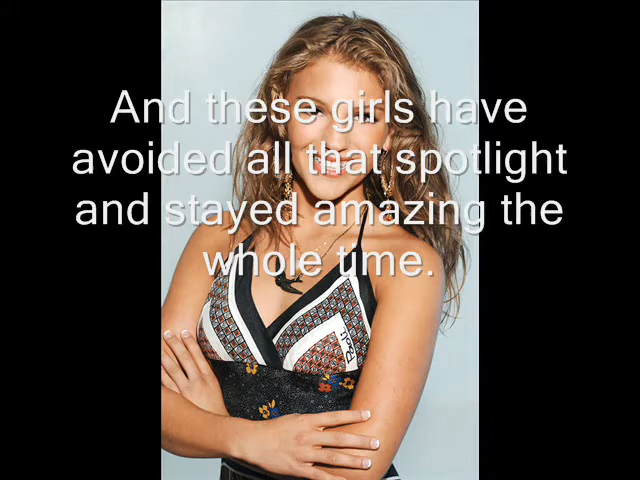 And these girls have
avoided all that spotlight
and stayed amazing the
whole time.